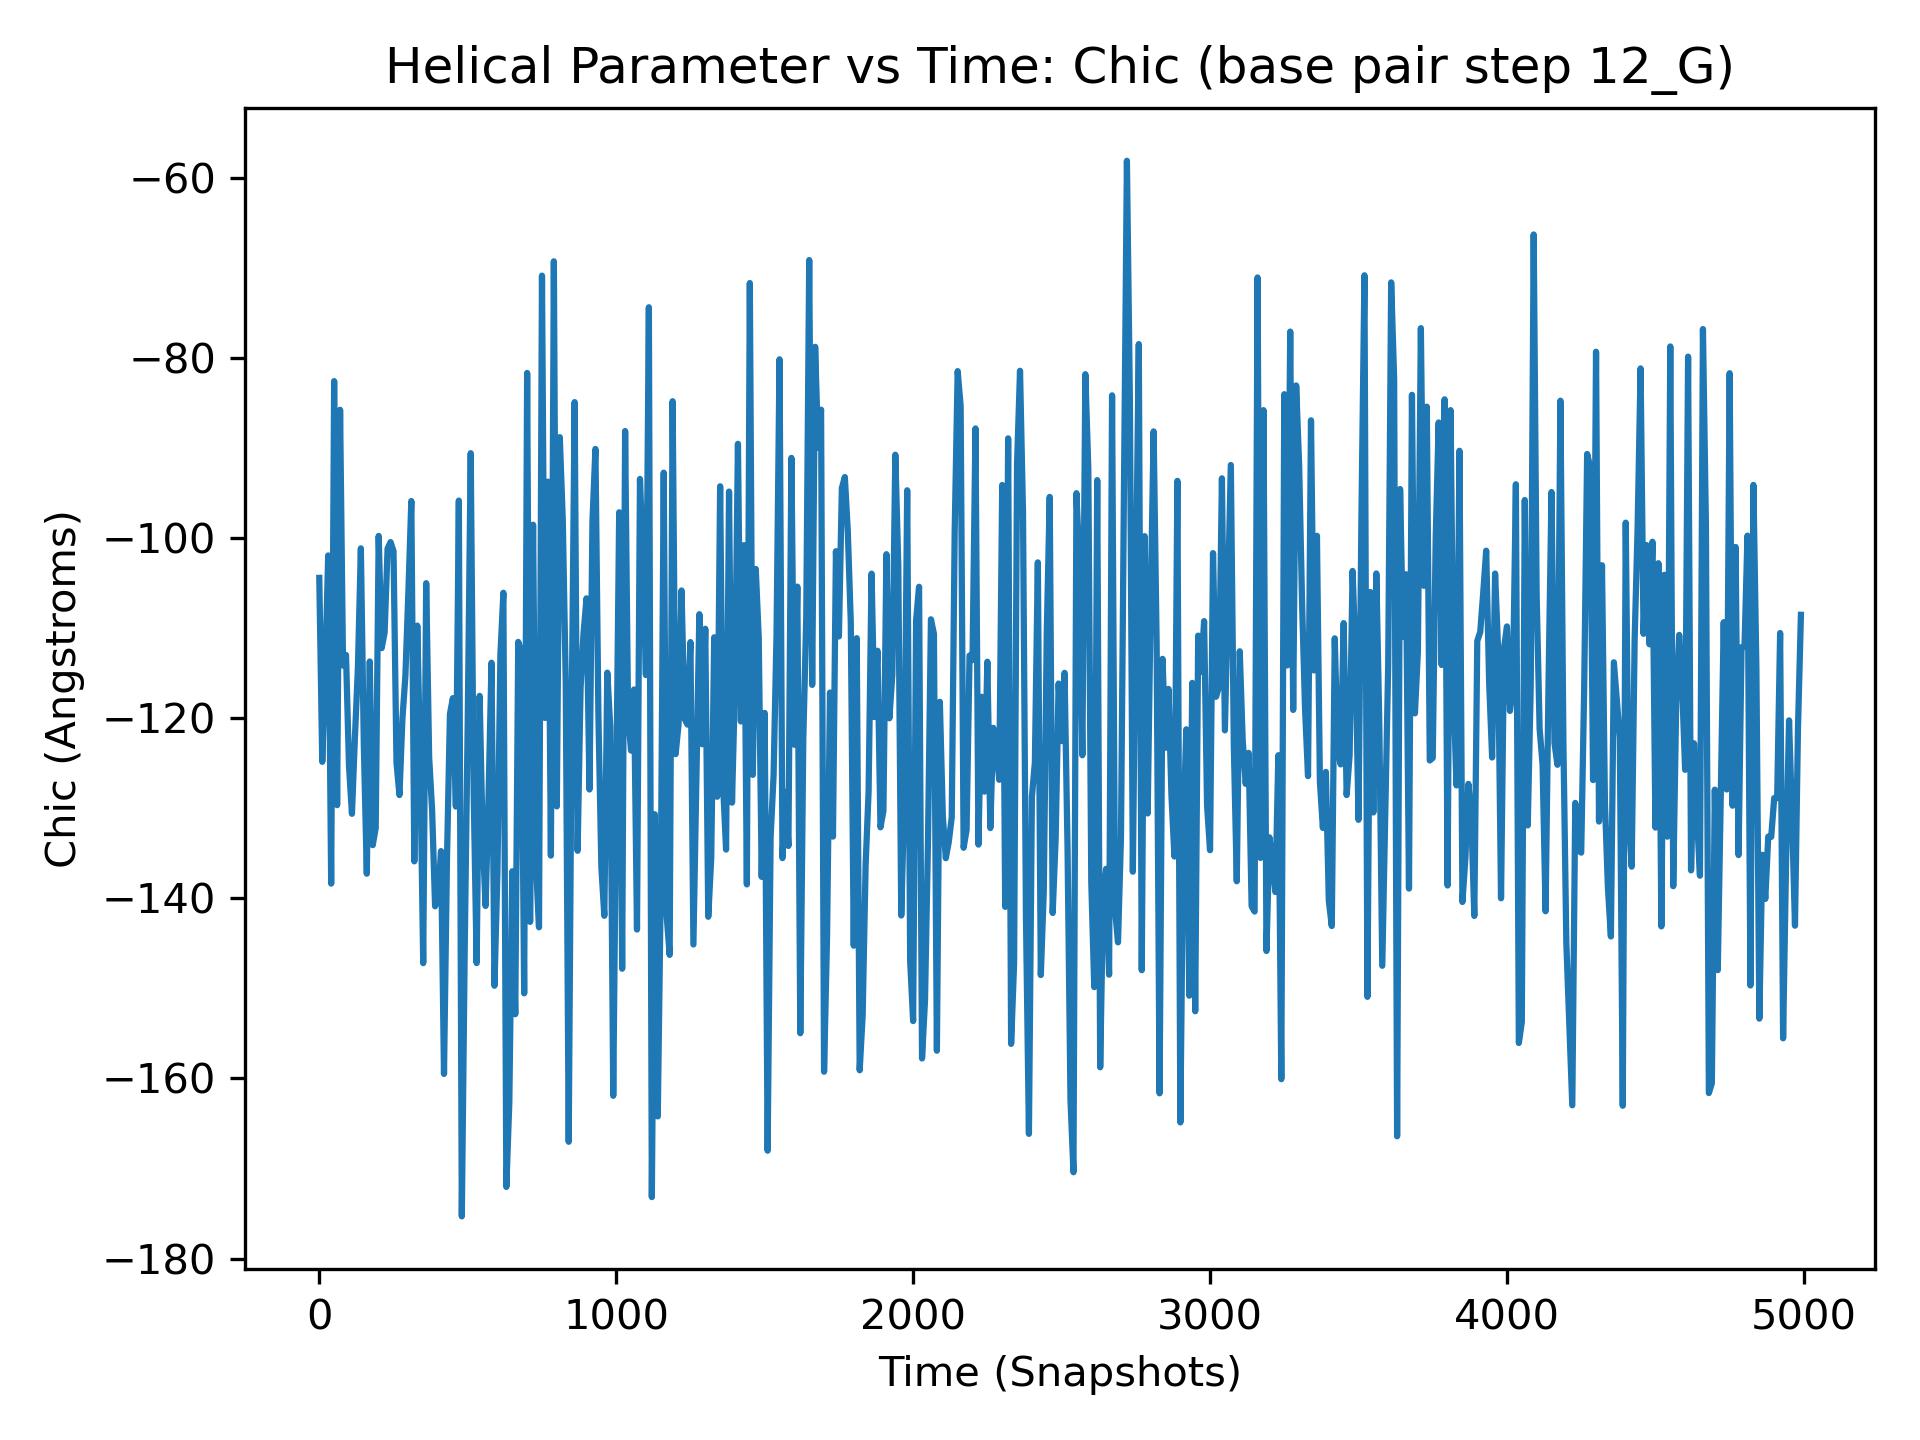 Helical Parameter vs Time: Chic (base pair step 12_G)
Chic (Angstroms)
−60
−80
−100
−120
−140
−160
−180
0 1000 2000 3000 4000 5000
Time (Snapshots)